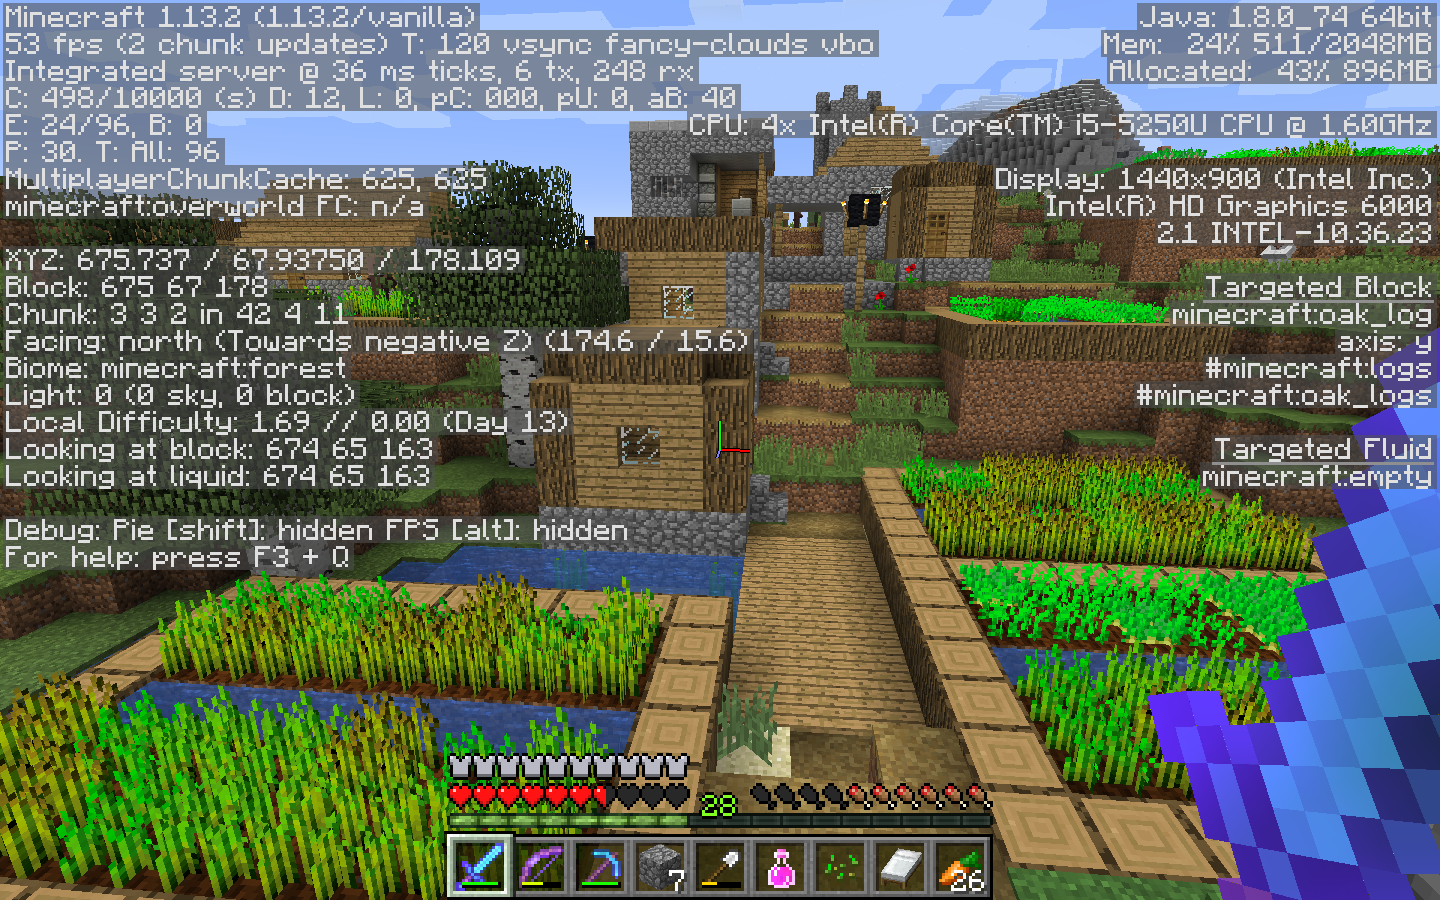 Minecraft 1.13.2 (1.13.2/vanilla)
53 fps (2 chunk updates) T: 120 vsync fancy-clouds vbo
Integrated server @ 36 ms ticks, 6 tx, 248 rx
C: 498/10000 (s) D: 12, L: 0, pC: 000, pU: 0, aB: 40
E: 24/96, B: 0
P: 30. T: All: 96
MultiplayerChunkCache: 625, 625
minecraft:overworld FC: n/a
XYZ: 675.737 / 67.93750 / 178.109
Block: 675 67 178
Chunk: 3 3 2 in 42 4 11
Facing: north (Towards negative Z) (174.6 / 15.6)
Biome: minecraft:forest
Light: 0 (0 sky, 0 block)
Local Difficulty: 1.69 // 0.00 (Day 13)
Looking at block: 674 65 163
Looking at liquid: 674 65 163
Debug: Pie [shift]: hidden FPS [alt]: hidden
For help: press F3 + Q
Java: 1.8.0_74 64bit
Mem: 24% 511/2048MB
Allocated: 43% 896MB
CPU: 4x Intel(R) Core(TM) i5-5250U CPU @ 1.60GHz
Display: 1440x900 (Intel Inc.)
Intel(R) HD Graphics 6000
2.1 INTEL-10.36.23
Targeted Block
minecraft:oak_log
axis: y
#minecraft:logs
#minecraft:oak_logs
Targeted Fluid
minecraft:empty
28
7
26